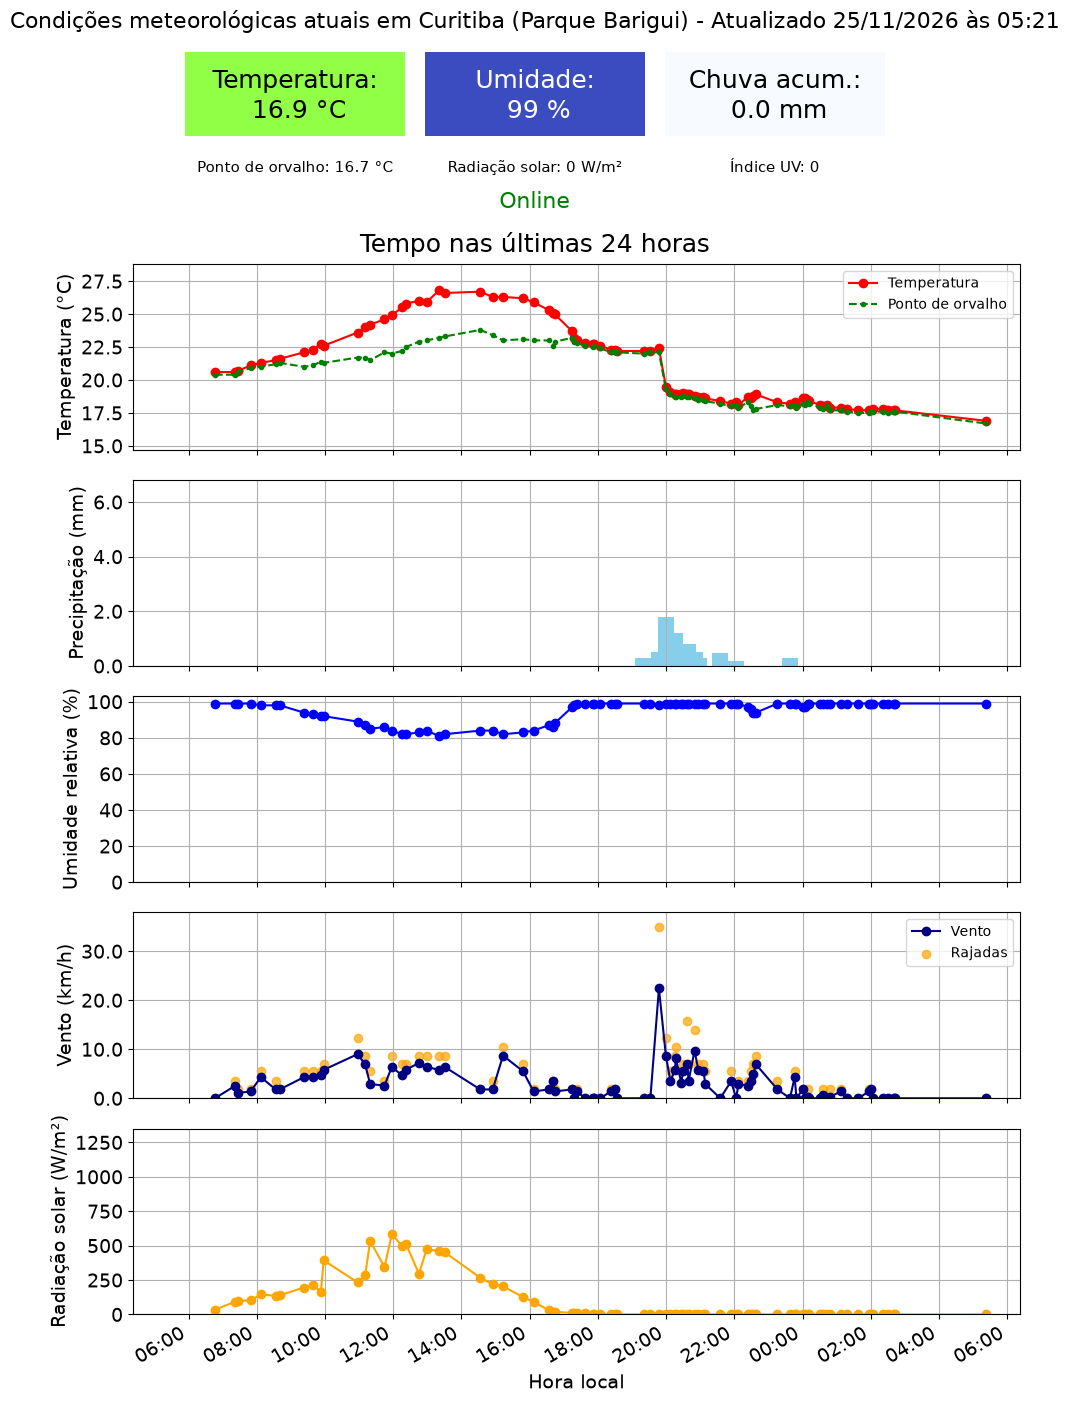 Condições meteorológicas atuais em Curitiba (Parque Barigui) - Atualizado 25/11/2026 às 05:21
Temperatura:
16.9 °C
Umidade:
99 %
Chuva acum.:
0.0 mm
Ponto de orvalho: 16.7 °C
Radiação solar: 0 W/m²
Índice UV: 0
Online
Tempo nas últimas 24 horas
Temperatura (°C)
27.5
25.0
22.5
20.0
17.5
15.0
Temperatura
Ponto de orvalho
Precipitação (mm)
6.0
4.0
2.0
0.0
Umidade relativa (%)
100
80
60
40
20
0
Vento (km/h)
30.0
20.0
10.0
0.0
Vento
Rajadas
Radiação solar (W/m²)
1250
1000
750
500
250
0
06:00
08:00
10:00
12:00
14:00
16:00
18:00
20:00
22:00
00:00
02:00
04:00
06:00
Hora local